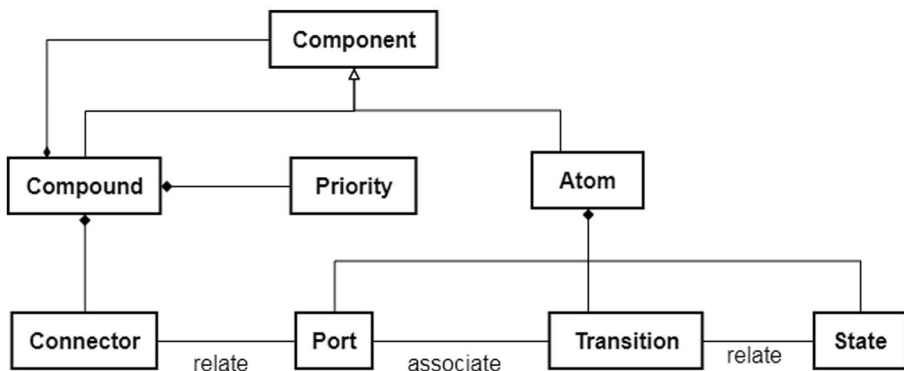 Component
Compound
Priority
Atom
Connector
Port
Transition
State
relate
associate
relate